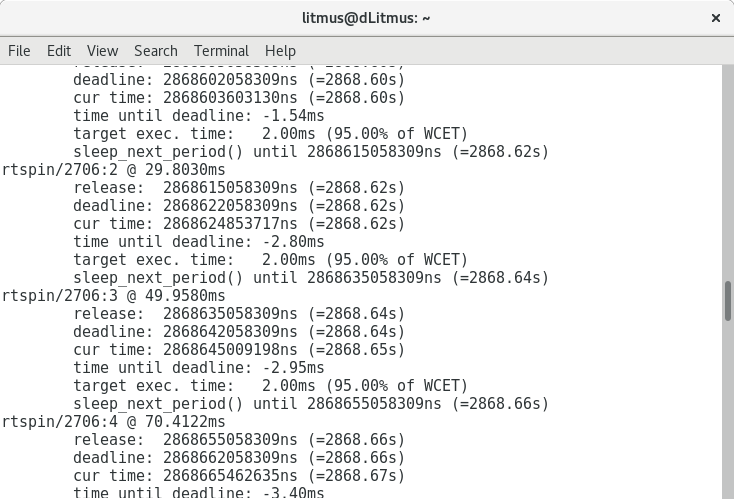 litmus@dLitmus: ~
File Edit View Search Terminal Help
deadline: 2868602058309ns (=2868.60s)
cur time: 2868603603130ns (=2868.60s)
time until deadline: -1.54ms
target exec. time:   2.00ms (95.00% of WCET)
sleep_next_period() until 2868615058309ns (=2868.62s)
rtspin/2706:2 @ 29.8030ms
release:  2868615058309ns (=2868.62s)
deadline: 2868622058309ns (=2868.62s)
cur time: 2868624853717ns (=2868.62s)
time until deadline: -2.80ms
target exec. time:   2.00ms (95.00% of WCET)
sleep_next_period() until 2868635058309ns (=2868.64s)
rtspin/2706:3 @ 49.9580ms
release:  2868635058309ns (=2868.64s)
deadline: 2868642058309ns (=2868.64s)
cur time: 2868645009198ns (=2868.65s)
time until deadline: -2.95ms
target exec. time:   2.00ms (95.00% of WCET)
sleep_next_period() until 2868655058309ns (=2868.66s)
rtspin/2706:4 @ 70.4122ms
release:  2868655058309ns (=2868.66s)
deadline: 2868662058309ns (=2868.66s)
cur time: 2868665462635ns (=2868.67s)
time until deadline: -3.40ms